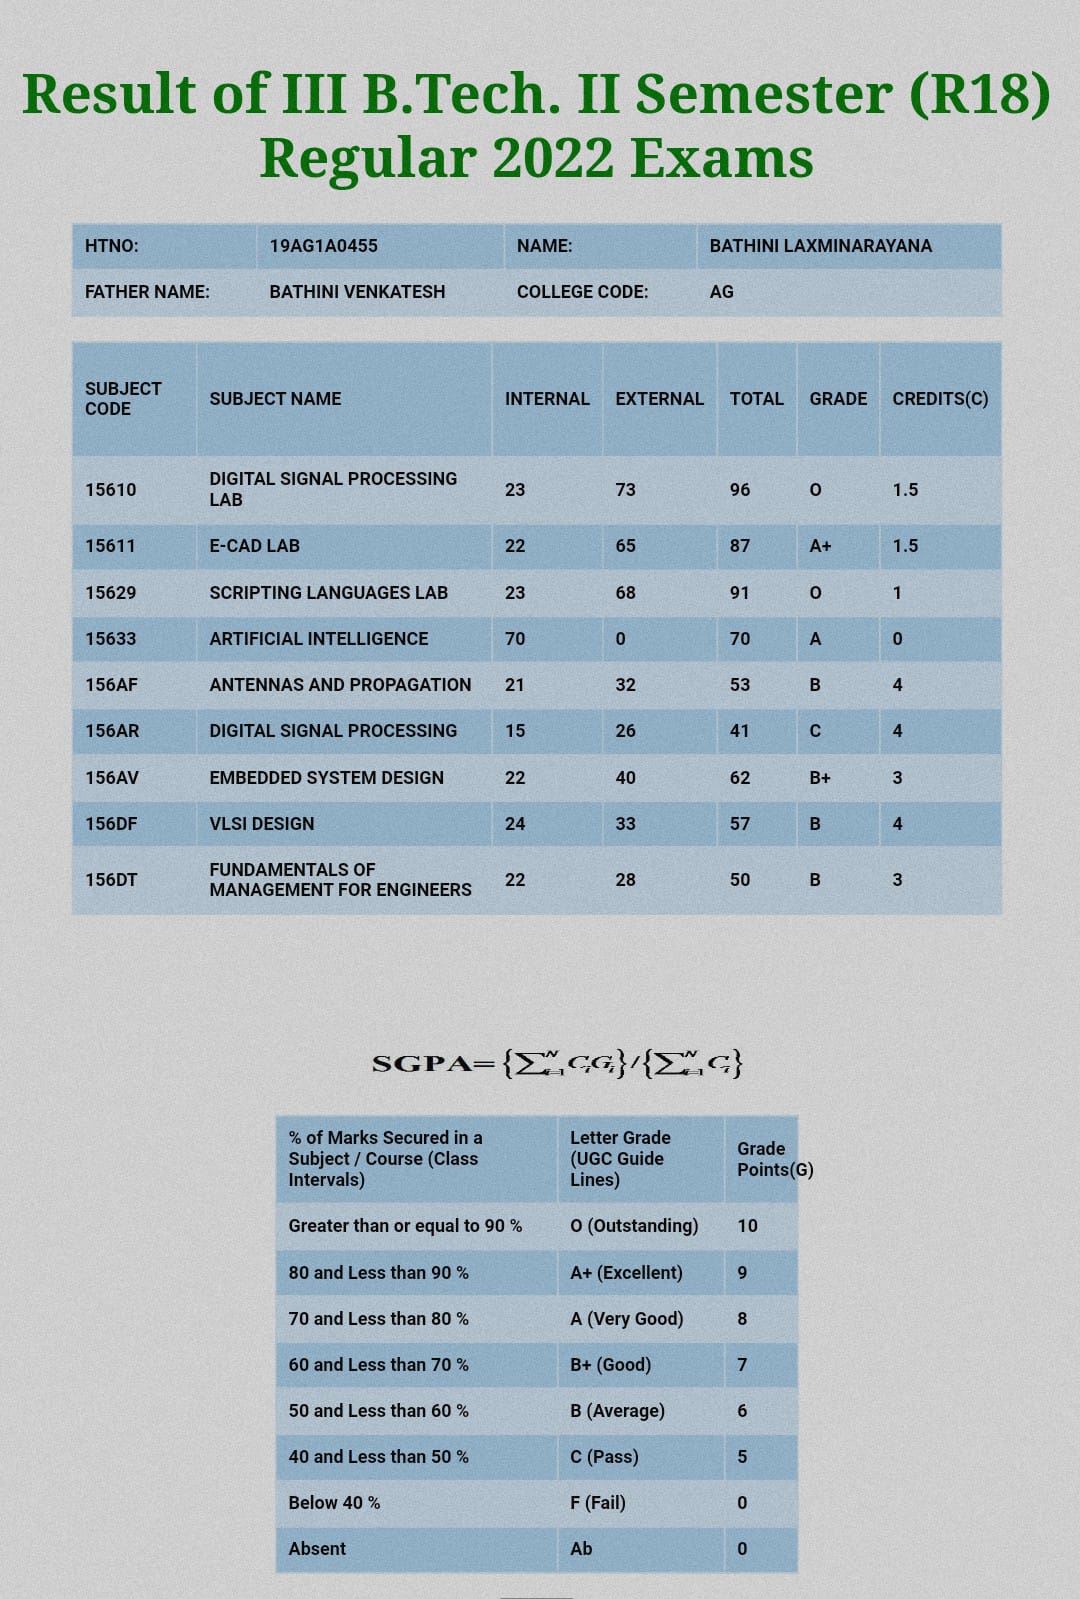 Result of III B.Tech. II Semester (R18)
Regular 2022 Exams
HTNO: 19AG1A0455 NAME: BATHINI LAXMINARAYANA
FATHER NAME: BATHINI VENKATESH COLLEGE CODE: AG
SUBJECT CODE SUBJECT NAME INTERNAL EXTERNAL TOTAL GRADE CREDITS(C)
15610 DIGITAL SIGNAL PROCESSING LAB 23 73 96 O 1.5
15611 E-CAD LAB 22 65 87 A+ 1.5
15629 SCRIPTING LANGUAGES LAB 23 68 91 O 1
15633 ARTIFICIAL INTELLIGENCE 70 0 70 A 0
156AF ANTENNAS AND PROPAGATION 21 32 53 B 4
156AR DIGITAL SIGNAL PROCESSING 15 26 41 C 4
156AV EMBEDDED SYSTEM DESIGN 22 40 62 B+ 3
156DF VLSI DESIGN 24 33 57 B 4
156DT FUNDAMENTALS OF MANAGEMENT FOR ENGINEERS 22 28 50 B 3
SGPA= {∑_{i=1}^{N} C_i G_i} / {∑_{i=1}^{N} C_i}
% of Marks Secured in a Subject / Course (Class Intervals) Letter Grade (UGC Guide Lines) Grade Points(G)
Greater than or equal to 90 % O (Outstanding) 10
80 and Less than 90 % A+ (Excellent) 9
70 and Less than 80 % A (Very Good) 8
60 and Less than 70 % B+ (Good) 7
50 and Less than 60 % B (Average) 6
40 and Less than 50 % C (Pass) 5
Below 40 % F (Fail) 0
Absent Ab 0